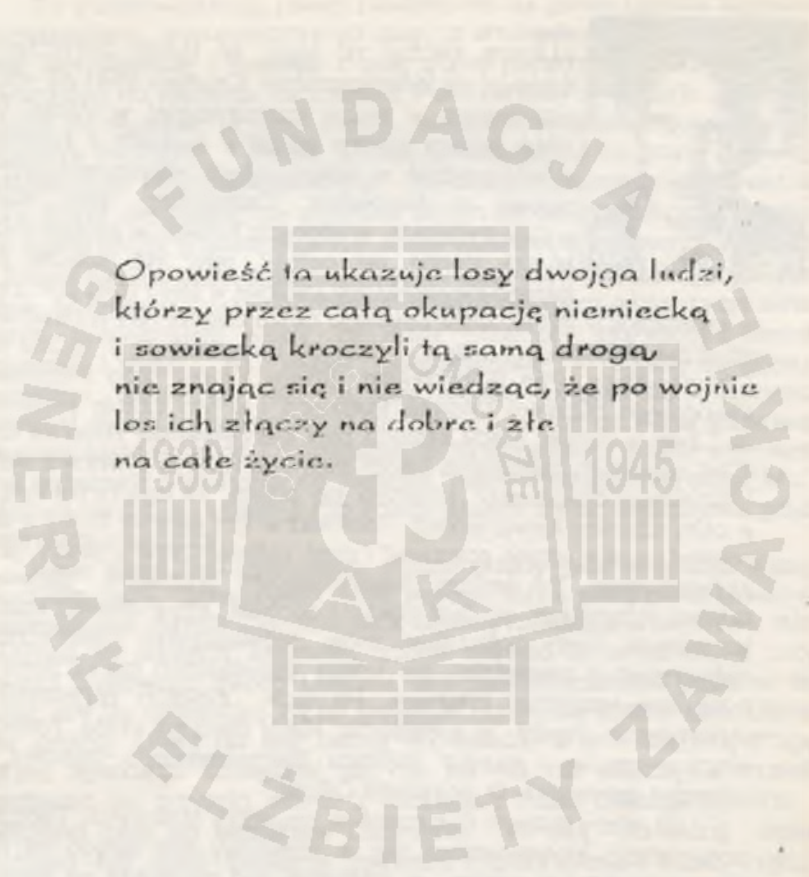 FUNDACJA
GENERAŁ ELŻBIETY ZAWACKIEJ
Opowieść ta ukazuje losy dwojga ludzi,
którzy przez całą okupację niemiecką
i sowiecką kroczyli tą samą drogą,
nie znając się i nie wiedząc, że po wojnie
los ich złączy na dobre i złe
na całe życie.
1939
1945
POMORZE
AK